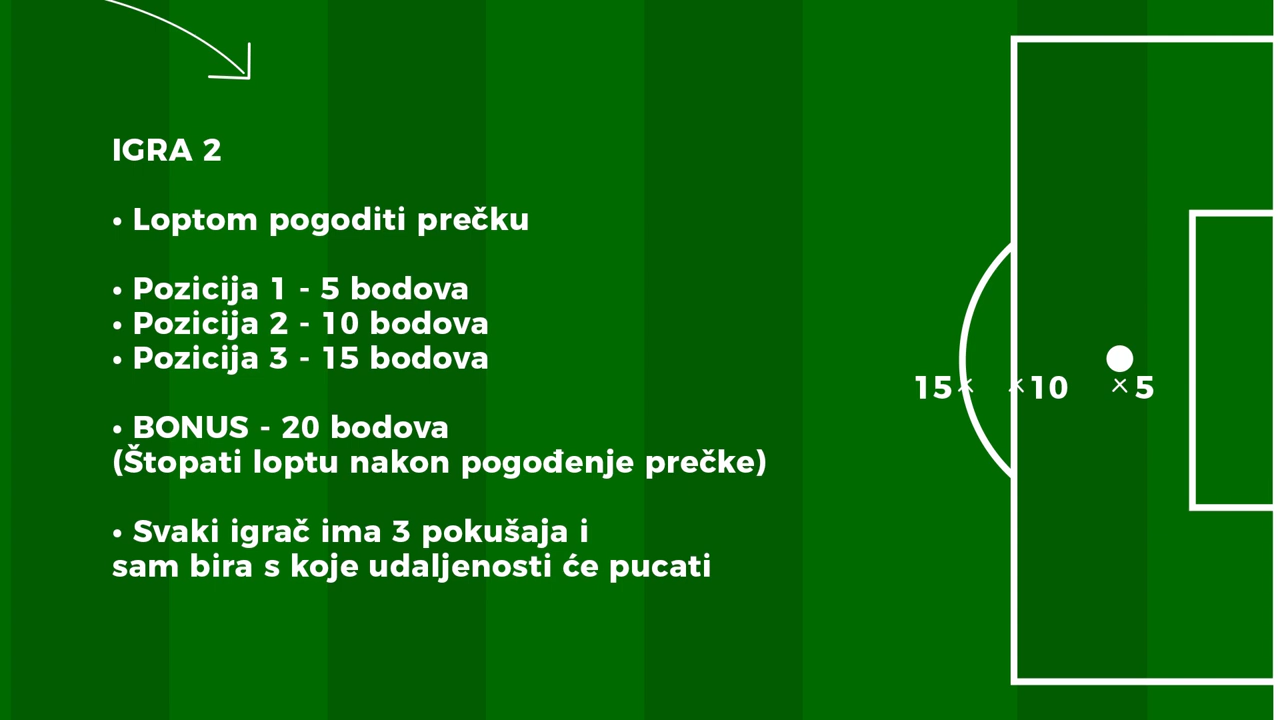 IGRA 2
• Loptom pogoditi prečku
• Pozicija 1 - 5 bodova
• Pozicija 2 - 10 bodova
• Pozicija 3 - 15 bodova
• BONUS - 20 bodova
(Štopati loptu nakon pogođenje prečke)
• Svaki igrač ima 3 pokušaja i
sam bira s koje udaljenosti će pucati
15× ×10 ×5